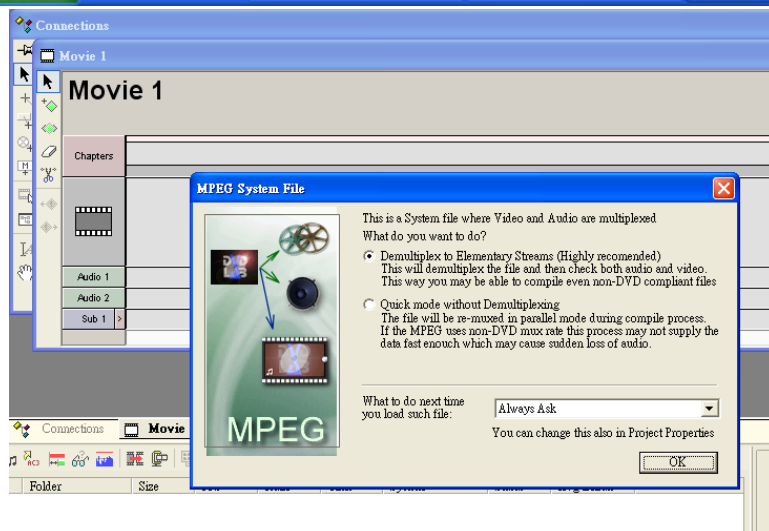 Connections
Movie 1
Movie 1
Chapters
MPEG System File
This is a System file where Video and Audio are multiplexed
What do you want to do?
Demultiplex to Elementary Streams (Highly recomended)
This will demultiplex the file and then check both audio and video.
This way you may be able to compile even non-DVD compliant files
Quick mode without Demultiplexing
The file will be re-muxed in parallel mode during compile process.
If the MPEG uses non-DVD mux rate this process may not supply the
data fast enouch which may cause sudden loss of audio.
DVD
LAB
Audio 1
Audio 2
Sub 1 >
MPEG
What to do next time
you load such file:
Always Ask
You can change this also in Project Properties
OK
Connections
Movie
Folder
Size